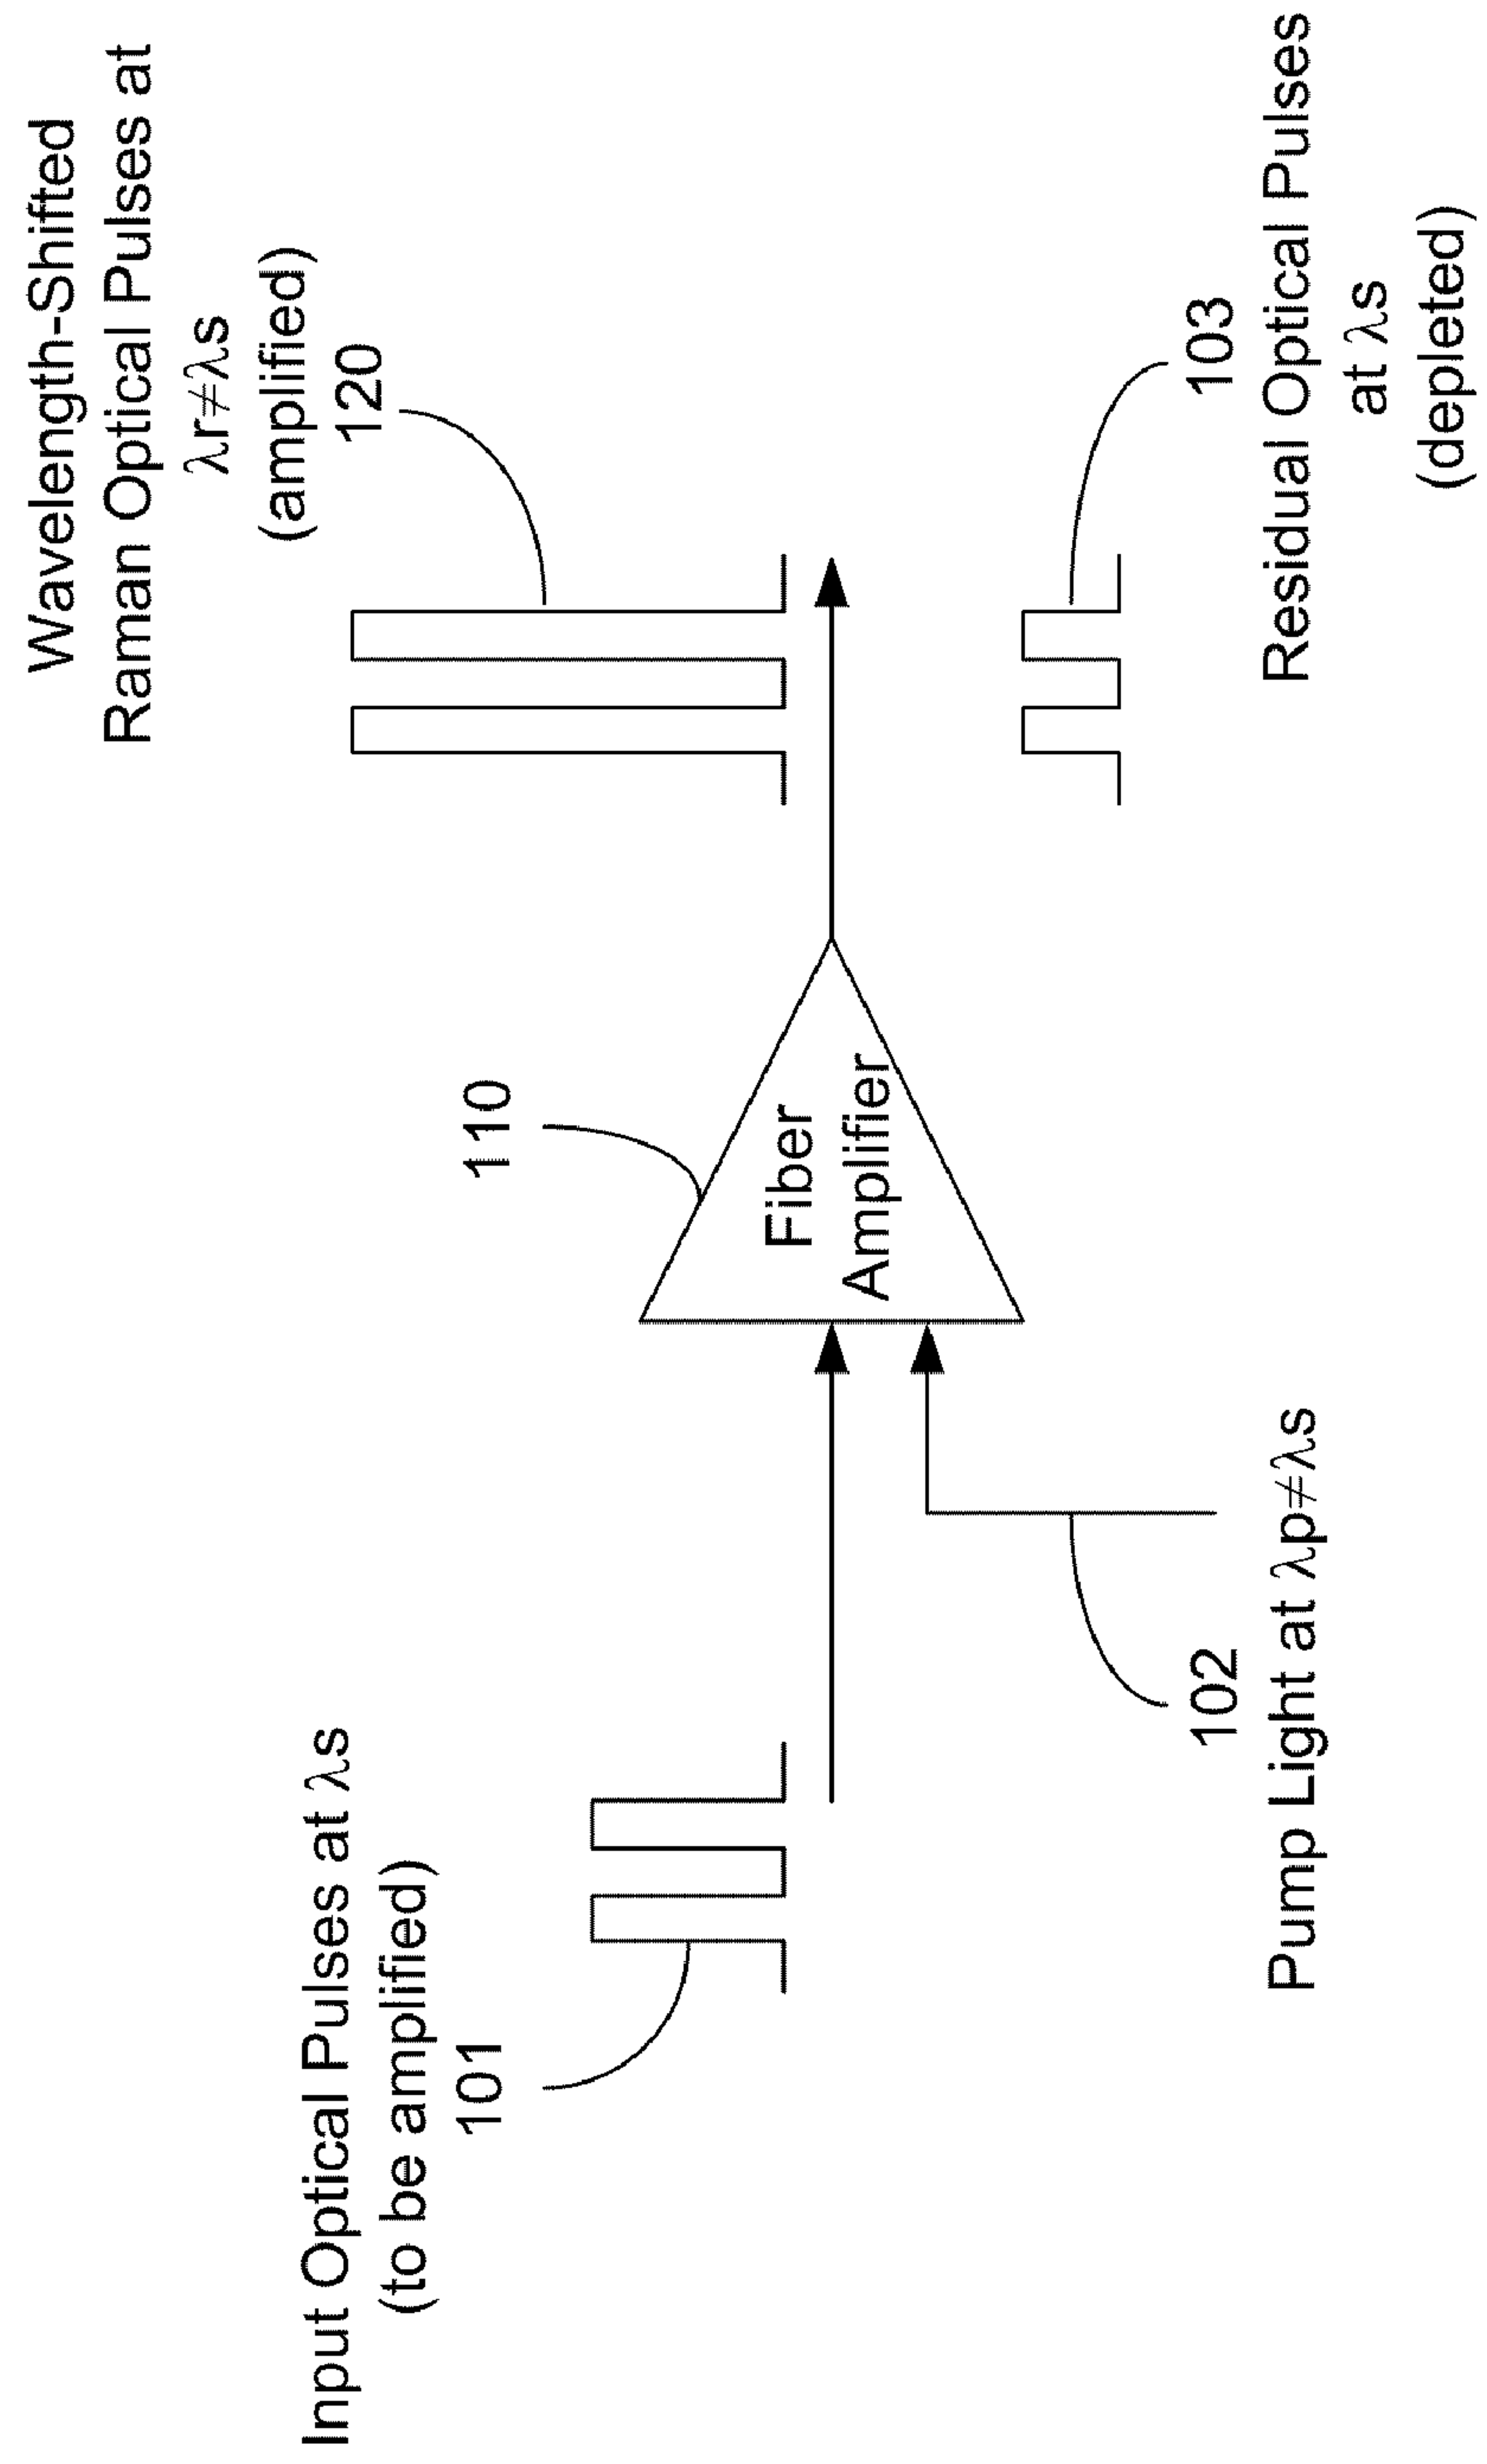 Input Optical Pulses at λs
(to be amplified)
101
110
Fiber
Amplifier
102
Pump Light at λp≠λs
Wavelength-Shifted
Raman Optical Pulses at
λr≠λs
(amplified)
120
103
Residual Optical Pulses
at λs
(depleted)